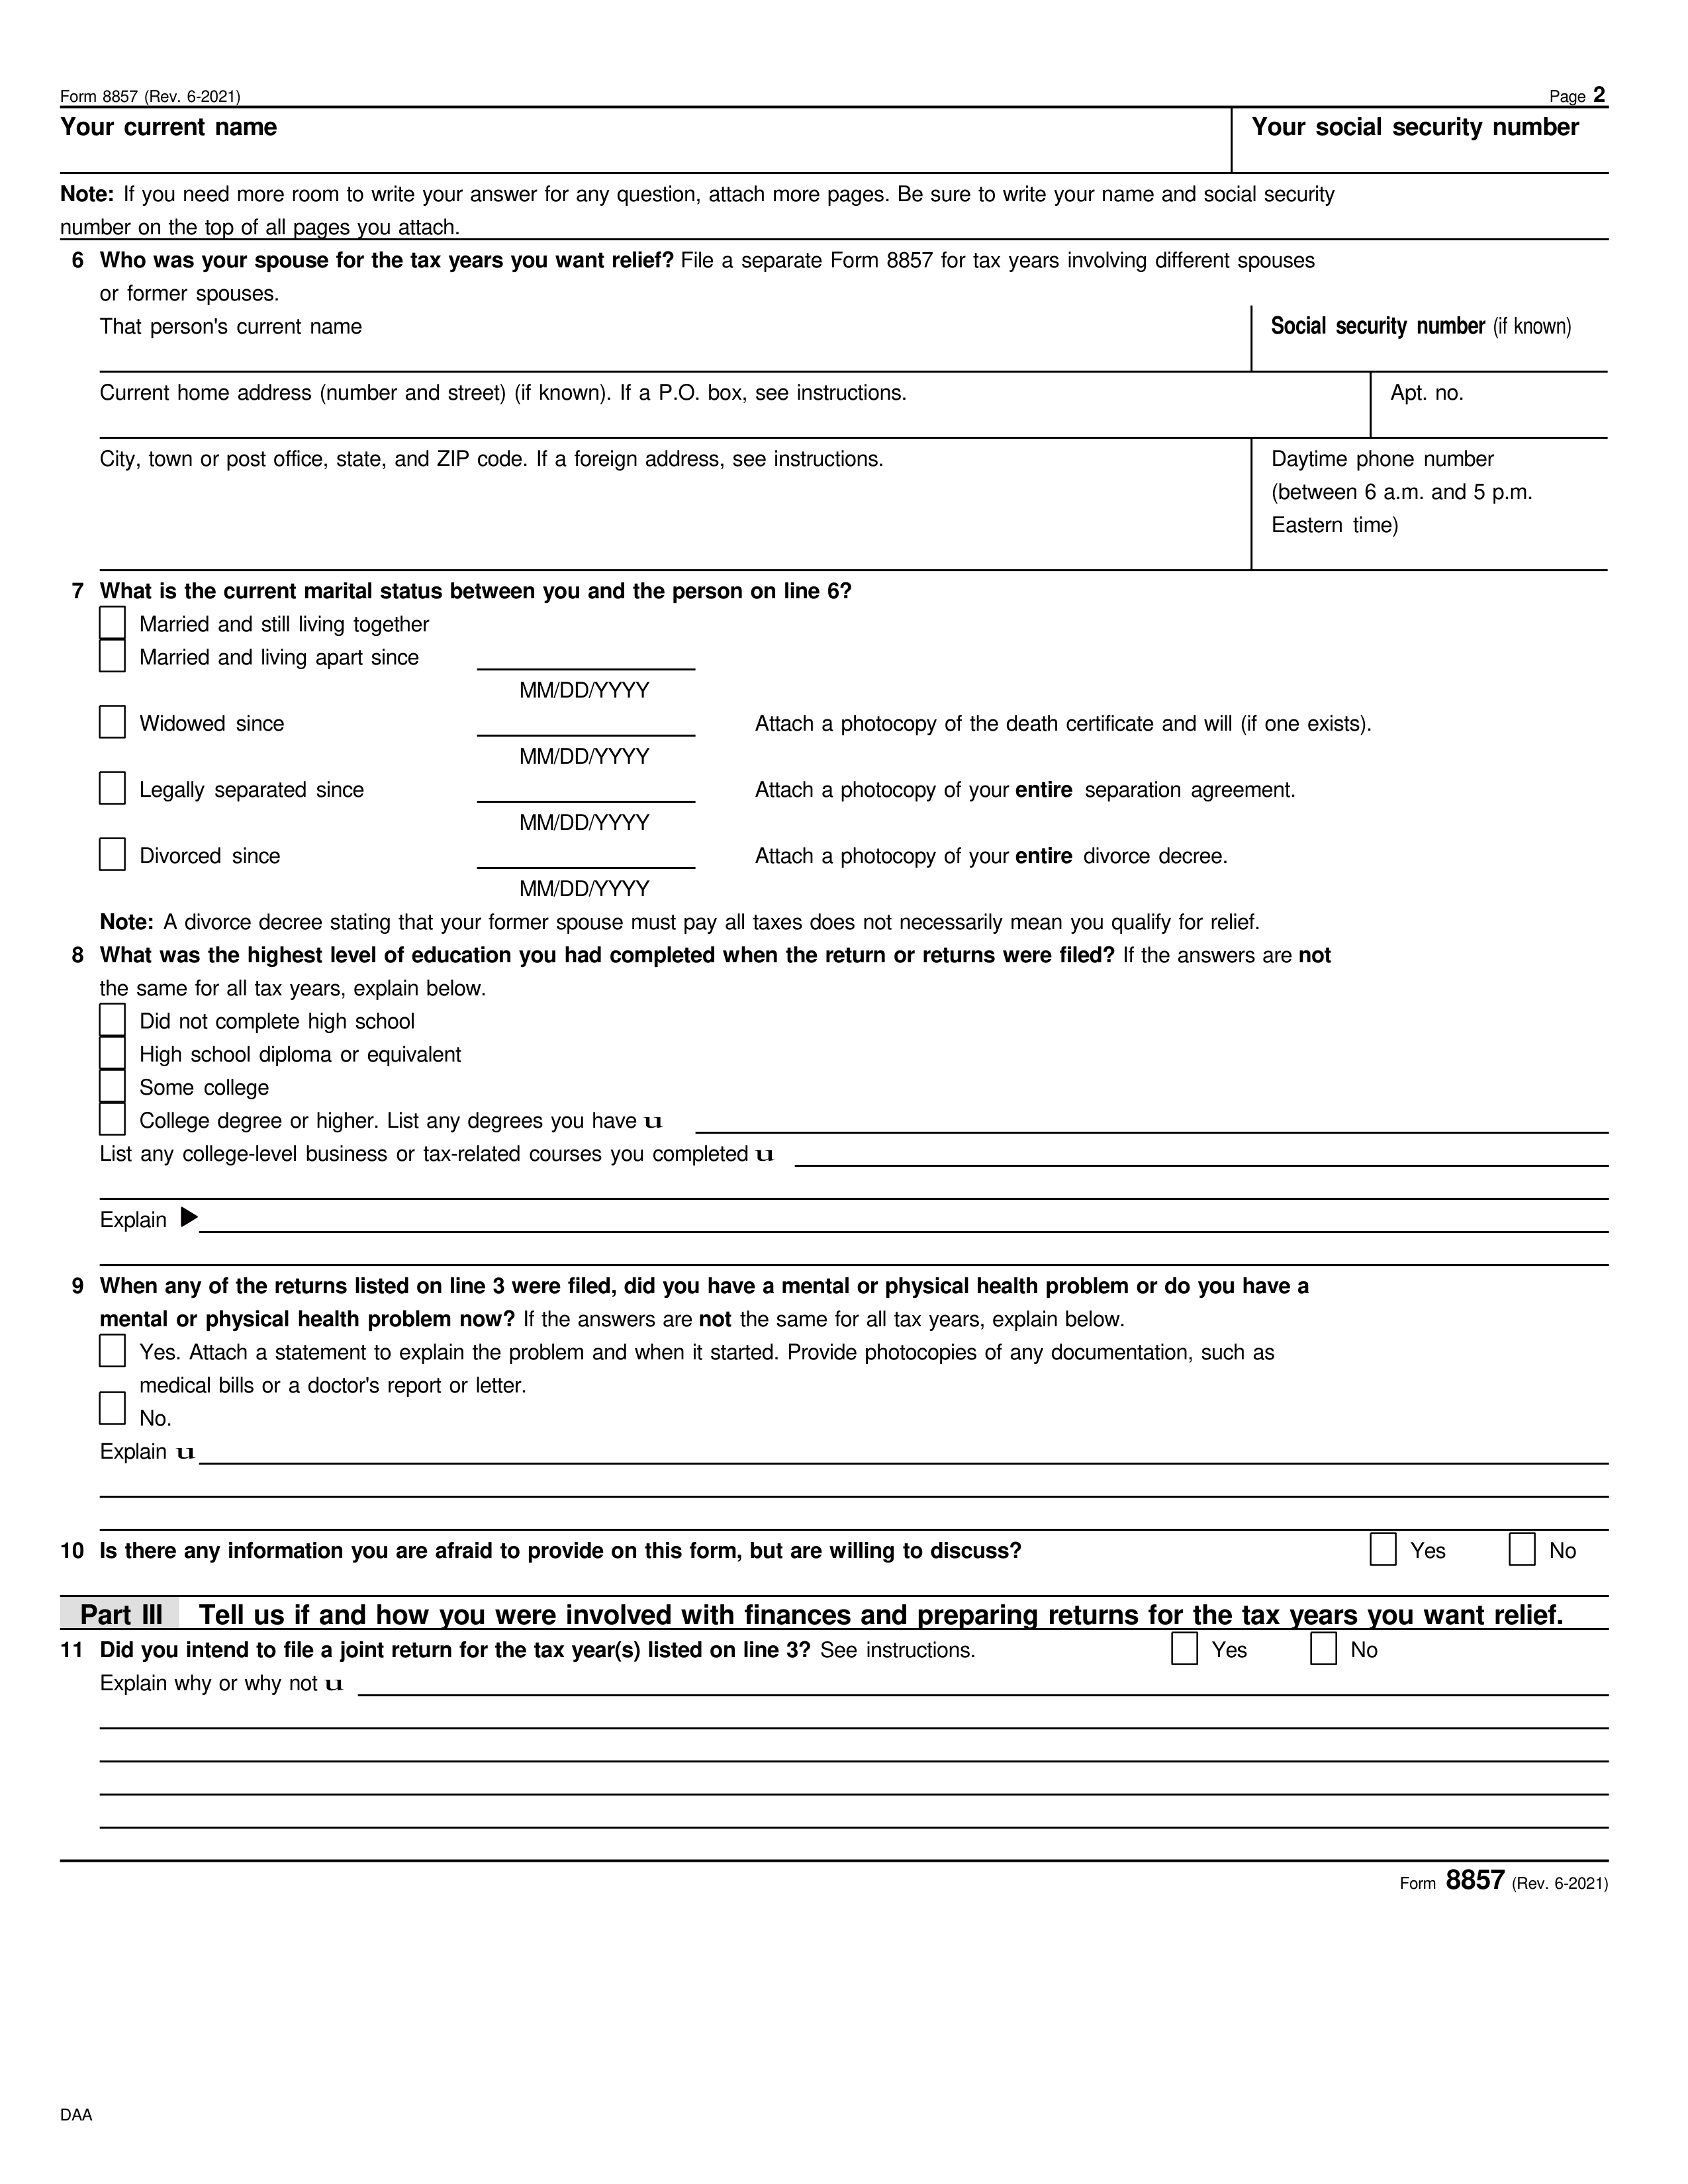 Form 8857 (Rev. 6-2021) Page 2
Your current name Your social security number
Note: If you need more room to write your answer for any question, attach more pages. Be sure to write your name and social security
number on the top of all pages you attach.
6 Who was your spouse for the tax years you want relief? File a separate Form 8857 for tax years involving different spouses
or former spouses.
That person's current name Social security number (if known)
Current home address (number and street) (if known). If a P.O. box, see instructions. Apt. no.
City, town or post office, state, and ZIP code. If a foreign address, see instructions. Daytime phone number
(between 6 a.m. and 5 p.m.
Eastern time)
7 What is the current marital status between you and the person on line 6?
Married and still living together
Married and living apart since
MM/DD/YYYY
Widowed since Attach a photocopy of the death certificate and will (if one exists).
MM/DD/YYYY
Legally separated since Attach a photocopy of your entire separation agreement.
MM/DD/YYYY
Divorced since Attach a photocopy of your entire divorce decree.
MM/DD/YYYY
Note: A divorce decree stating that your former spouse must pay all taxes does not necessarily mean you qualify for relief.
8 What was the highest level of education you had completed when the return or returns were filed? If the answers are not
the same for all tax years, explain below.
Did not complete high school
High school diploma or equivalent
Some college
College degree or higher. List any degrees you have u
List any college-level business or tax-related courses you completed u
Explain ▶
9 When any of the returns listed on line 3 were filed, did you have a mental or physical health problem or do you have a
mental or physical health problem now? If the answers are not the same for all tax years, explain below.
Yes. Attach a statement to explain the problem and when it started. Provide photocopies of any documentation, such as
medical bills or a doctor's report or letter.
No.
Explain u
10 Is there any information you are afraid to provide on this form, but are willing to discuss? Yes No
Part III Tell us if and how you were involved with finances and preparing returns for the tax years you want relief.
11 Did you intend to file a joint return for the tax year(s) listed on line 3? See instructions. Yes No
Explain why or why not u
Form 8857 (Rev. 6-2021)
DAA